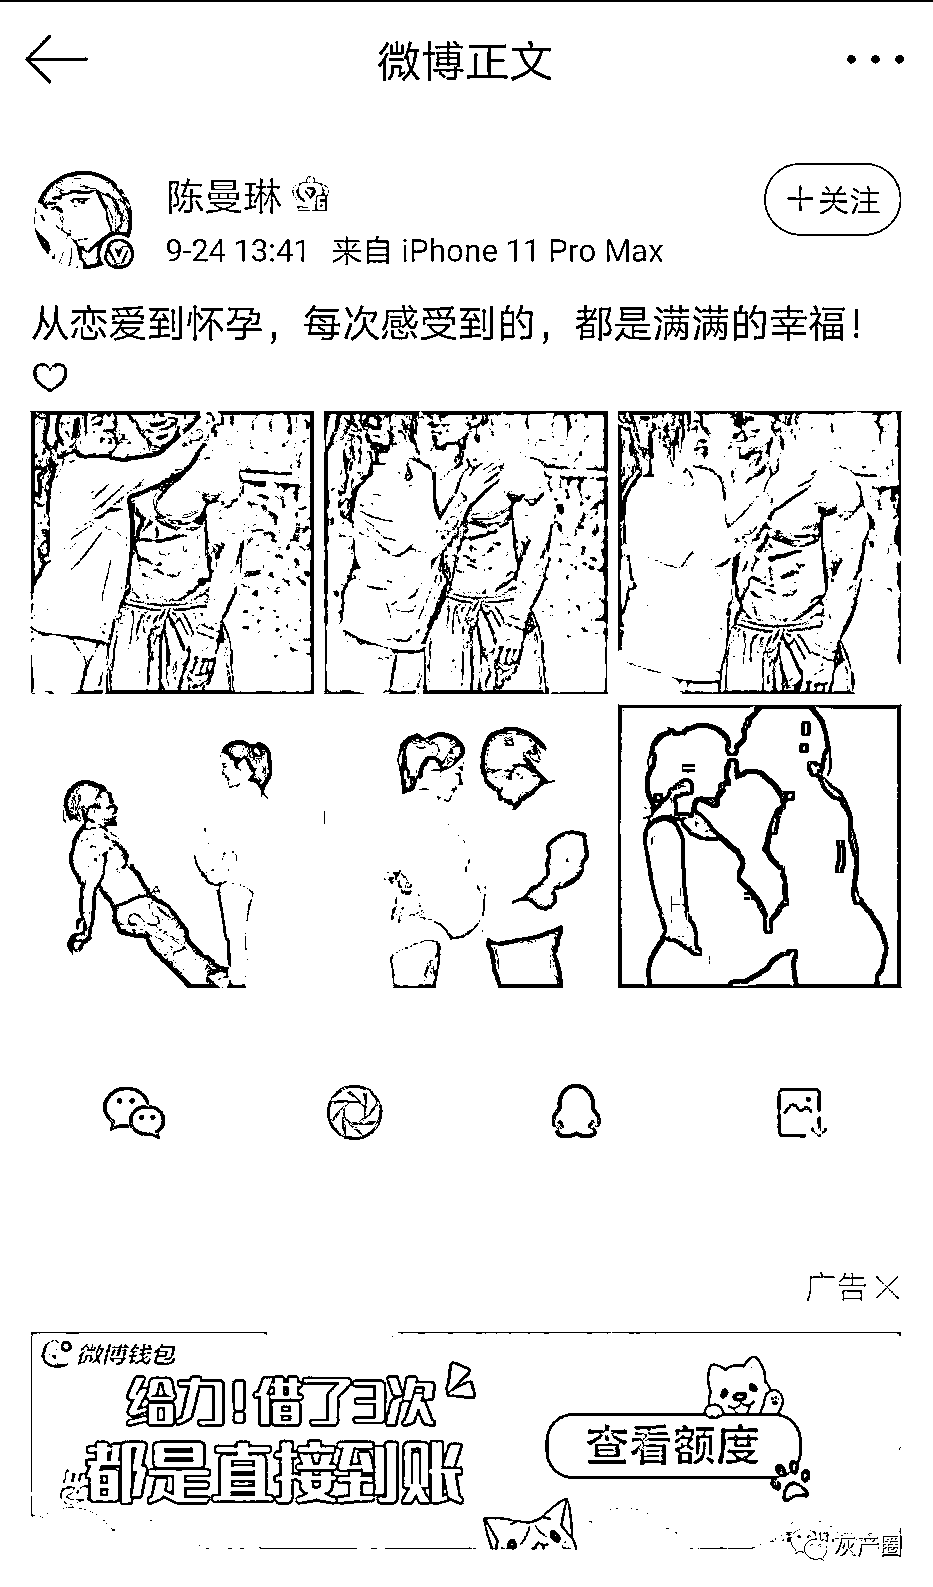 微博正文
陈曼琳
+关注
9-24 13:41 来自 iPhone 11 Pro Max
从恋爱到怀孕，每次感受到的，都是满满的幸福！
广告
微博钱包
给力！借了3次
都是直接到账
查看额度
灰产圈